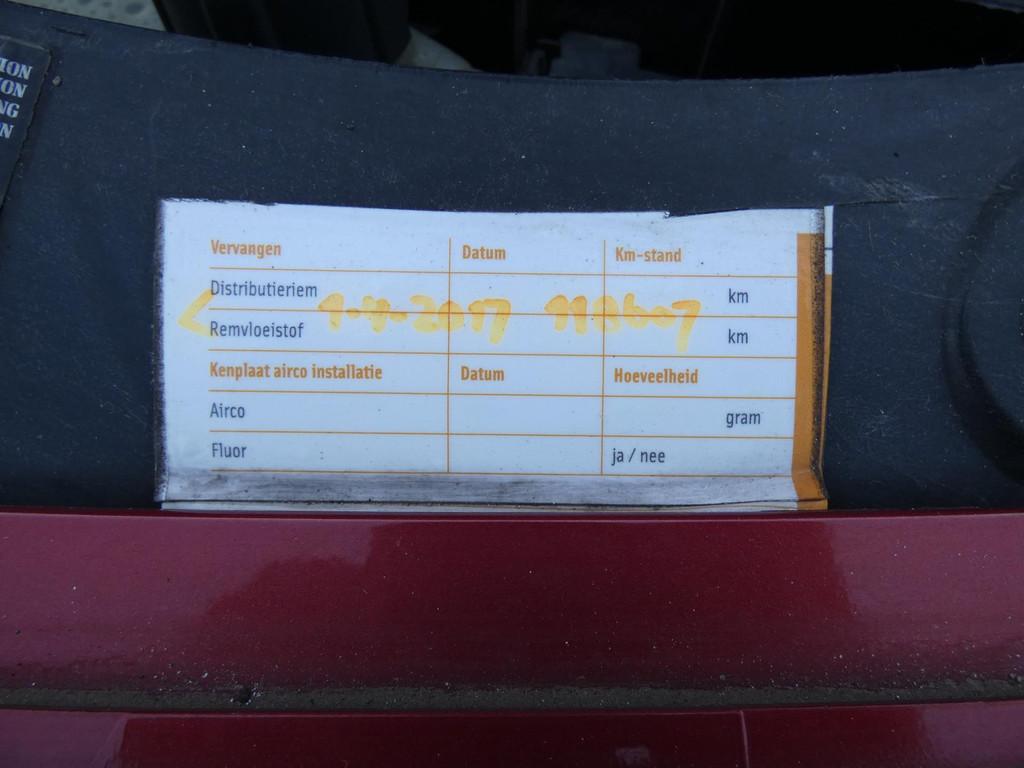 ION
ON
NG
N
Vervangen Datum Km-stand
Distributieriem km
< 1-4-2017 118607
Remvloeistof km
Kenplaat airco installatie Datum Hoeveelheid
Airco gram
Fluor ja / nee